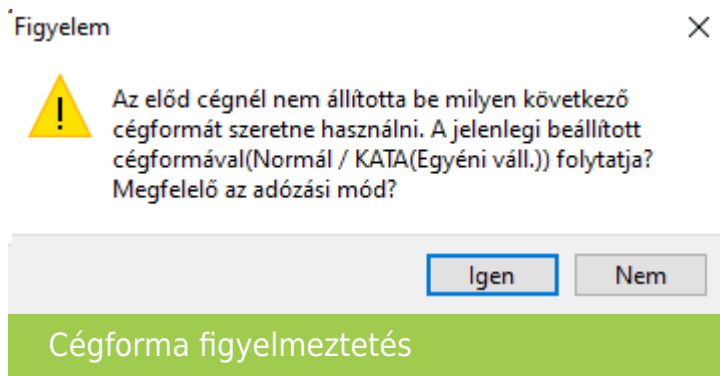 Figyelem
Az előd cégnél nem állította be milyen következő
cégformát szeretne használni. A jelenlegi beállított
cégformával(Normál / KATA(Egyéni váll.)) folytatja?
Megfelelő az adózási mód?
Igen
Nem
Cégforma figyelmeztetés